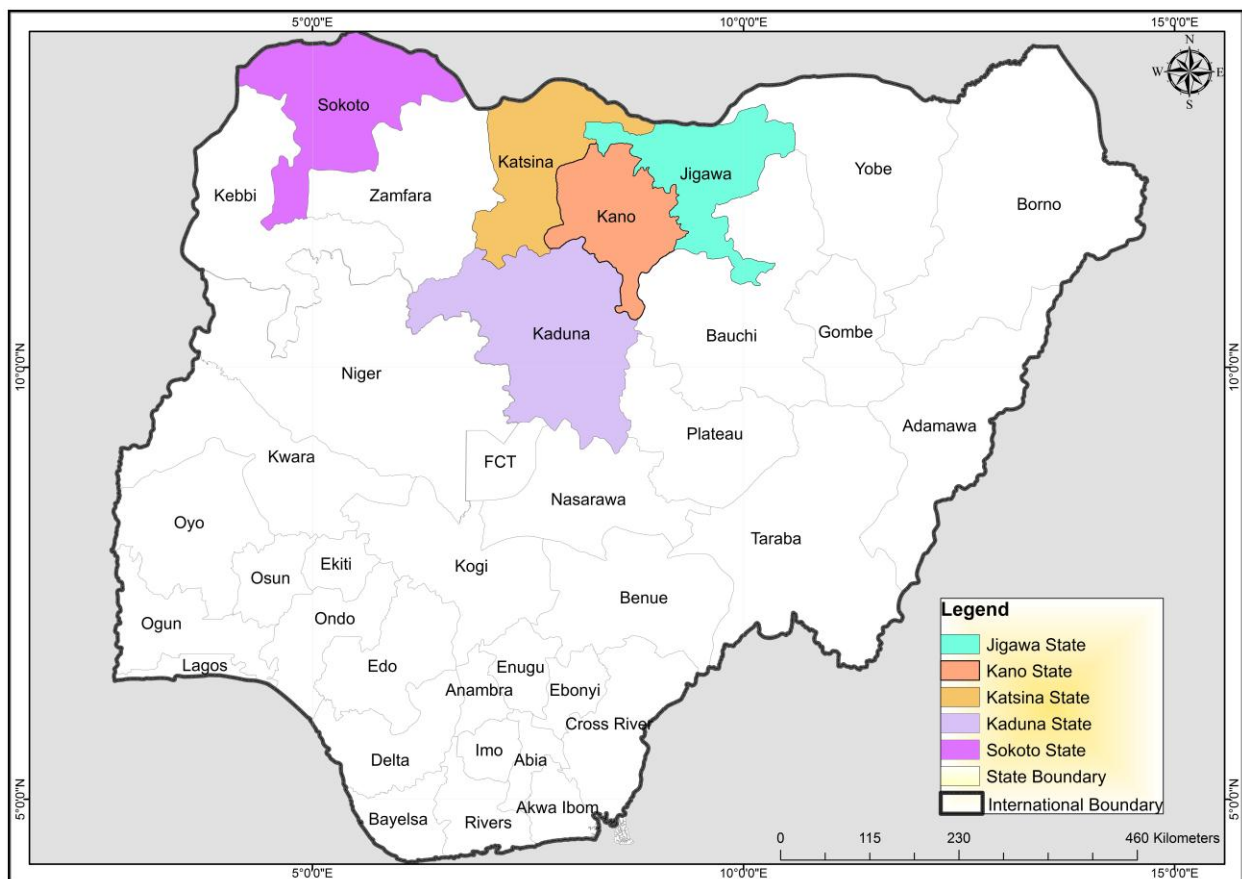 5°0'0"E
10°0'0"E
15°0'0"E
N
W
E
S
Sokoto
Katsina
Jigawa
Yobe
Kebbi
Zamfara
Kano
Borno
Kaduna
Bauchi
Gombe
10°0'0"N
10°0'0"N
Niger
Adamawa
Plateau
Kwara
FCT
Nasarawa
Oyo
Taraba
Ekiti
Osun
Kogi
Benue
Ogun
Ondo
Lagos
Edo
Enugu
Anambra
Ebonyi
Cross River
Imo
Abia
Delta
Akwa Ibom
Bayelsa
Rivers
5°0'0"N
5°0'0"N
Legend
Jigawa State
Kano State
Katsina State
Kaduna State
Sokoto State
State Boundary
International Boundary
0 115 230 460 Kilometers
5°0'0"E
10°0'0"E
15°0'0"E